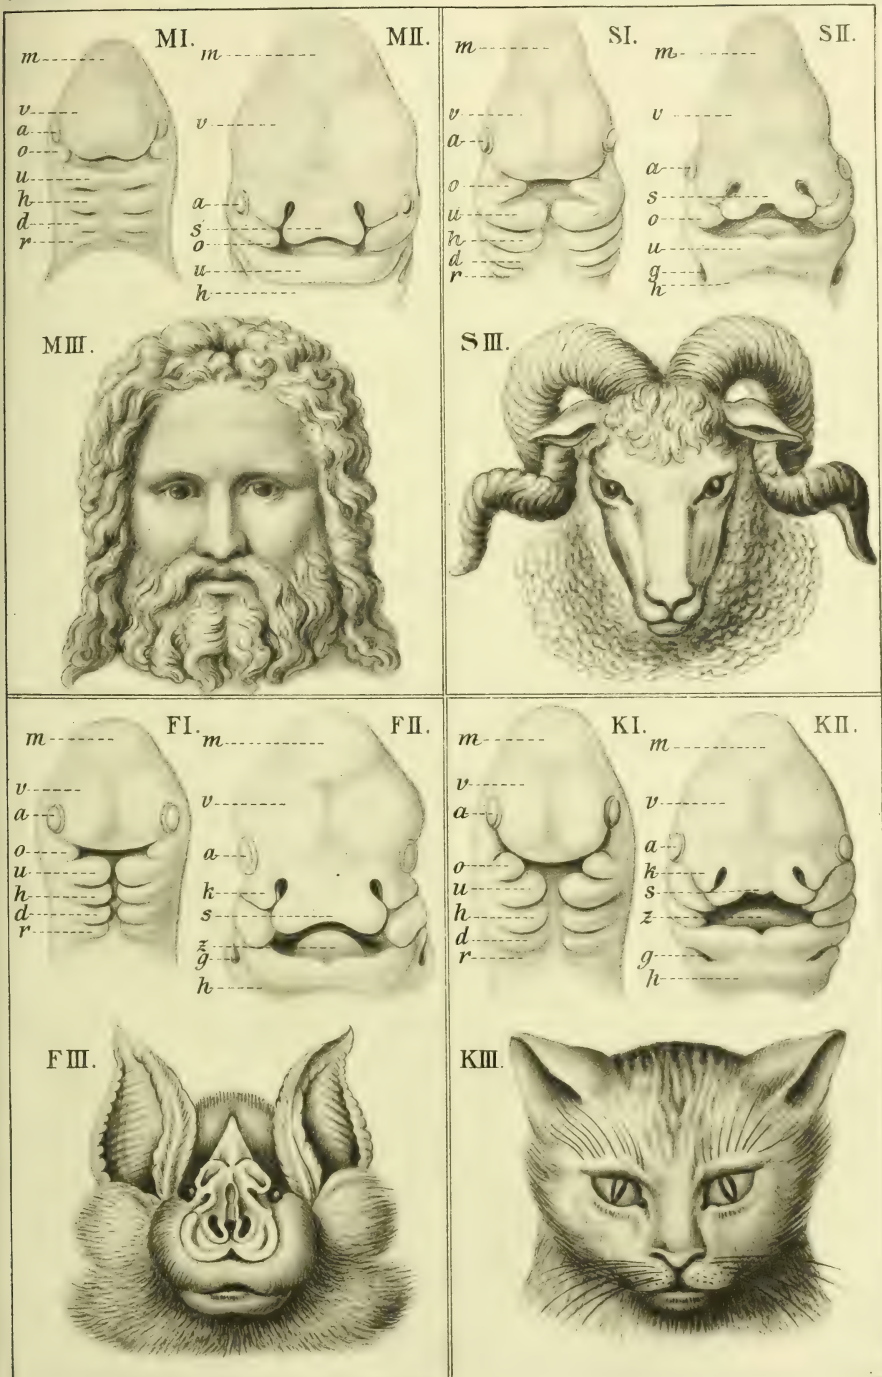 MI.
m
v
a
o
u
h
d
r
MII.
m
v
a
s
o
u
h
SI.
m
v
a
o
u
h
d
r
SII.
m
v
a
s
o
u
g
h
MIII.
SIII.
FI.
m
v
a
o
u
h
d
r
FII.
m
v
a
k
s
z
g
h
KI.
m
v
a
o
u
h
d
r
KII.
m
v
a
k
s
z
g
h
FIII.
KIII.